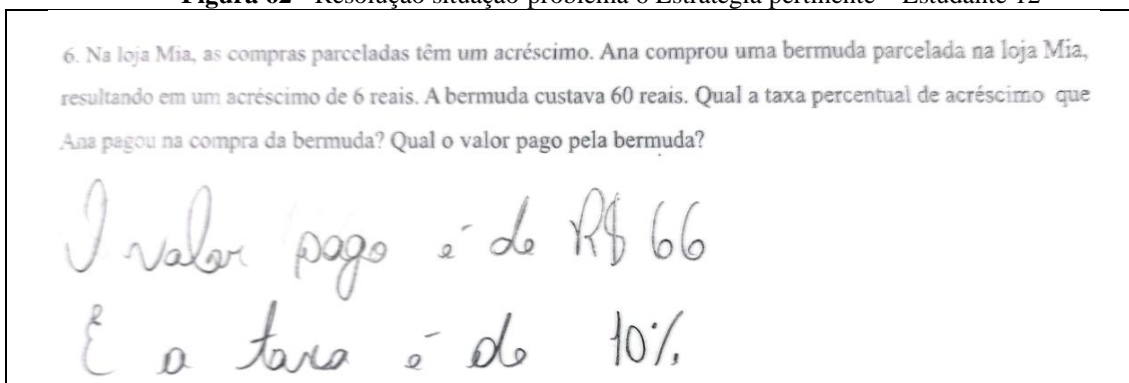 Figura 62 - Resolução situação-problema 6 Estratégia pertinente – Estudante 12
6. Na loja Mia, as compras parceladas têm um acréscimo. Ana comprou uma bermuda parcelada na loja Mia,
resultando em um acréscimo de 6 reais. A bermuda custava 60 reais. Qual a taxa percentual de acréscimo que
Ana pagou na compra da bermuda? Qual o valor pago pela bermuda?
O valor pago é de R$ 66
E a taxa é de 10%